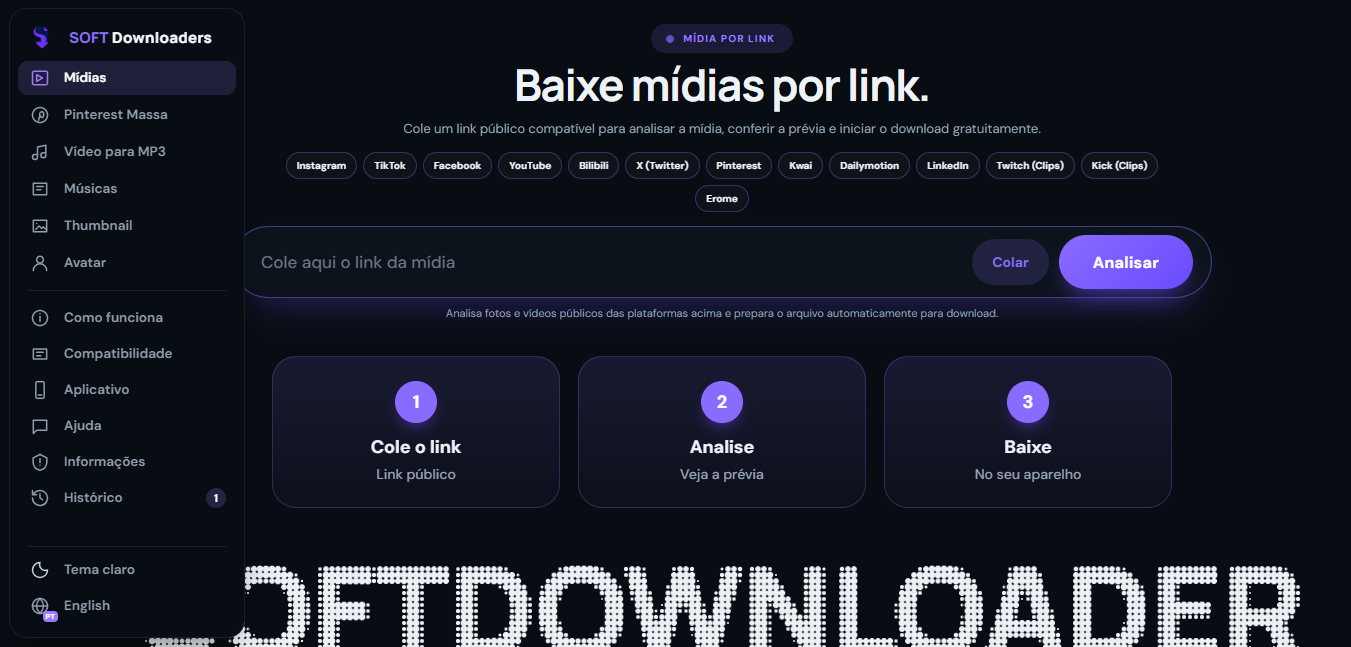 SOFT Downloaders
Mídias
Pinterest Massa
Vídeo para MP3
Músicas
Thumbnail
Avatar
Como funciona
Compatibilidade
Aplicativo
Ajuda
Informações
Histórico 1
Tema claro
English
PT
MÍDIA POR LINK
Baixe mídias por link.
Cole um link público compatível para analisar a mídia, conferir a prévia e iniciar o download gratuitamente.
Instagram TikTok Facebook YouTube Bilibili X (Twitter) Pinterest Kwai Dailymotion LinkedIn Twitch (Clips) Kick (Clips)
Erome
Cole aqui o link da mídia Colar Analisar
Analisa fotos e vídeos públicos das plataformas acima e prepara o arquivo automaticamente para download.
1
Cole o link
Link público
2
Analise
Veja a prévia
3
Baixe
No seu aparelho
OFTDOWNLOADER